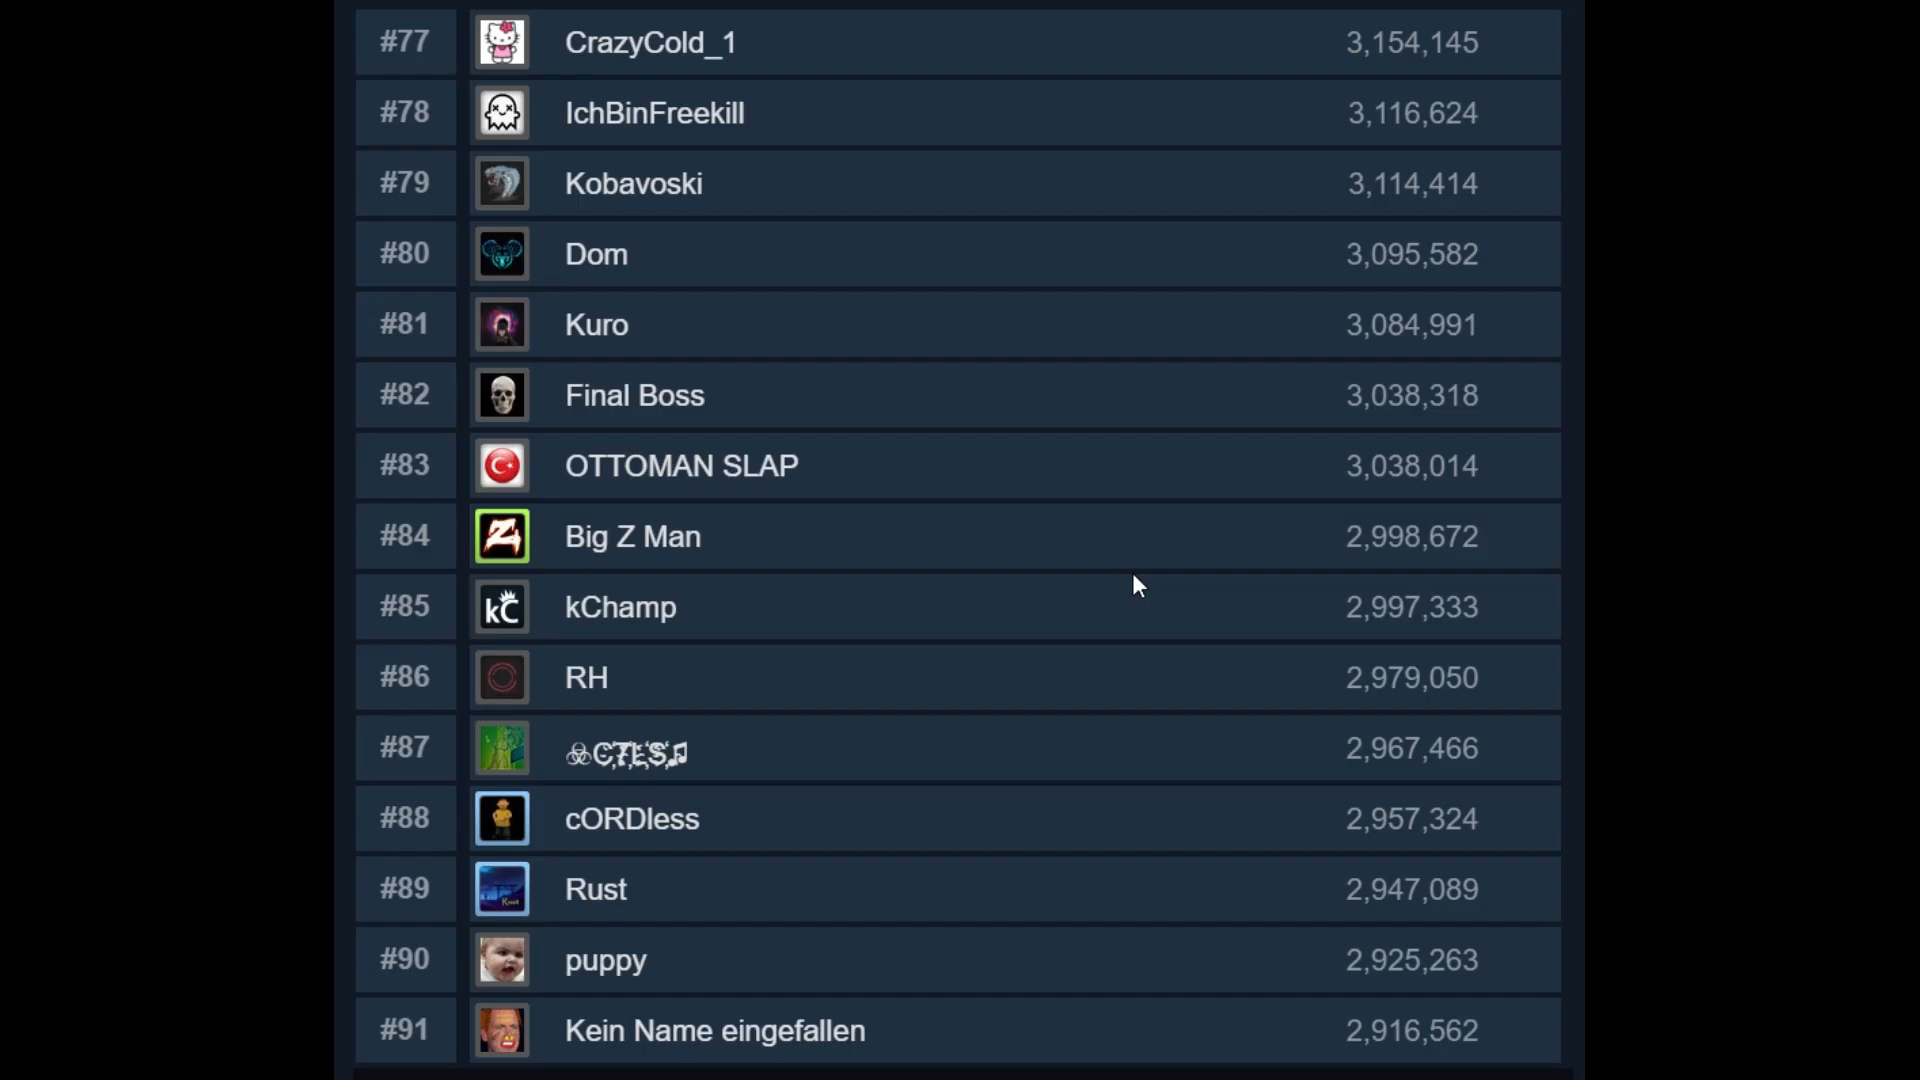 #77 CrazyCold_1 3,154,145
#78 IchBinFreekill 3,116,624
#79 Kobavoski 3,114,414
#80 Dom 3,095,582
#81 Kuro 3,084,991
#82 Final Boss 3,038,318
#83 OTTOMAN SLAP 3,038,014
#84 Big Z Man 2,998,672
#85 kC kChamp 2,997,333
#86 RH 2,979,050
#87 2,967,466
#88 cORDless 2,957,324
#89 Rust 2,947,089
#90 puppy 2,925,263
#91 Kein Name eingefallen 2,916,562